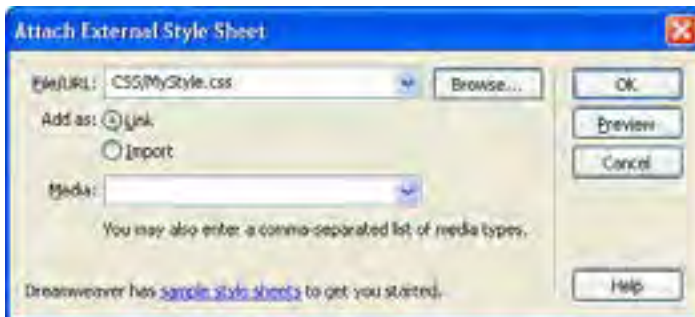 Attach External Style Sheet
File/URL: CSS/MyStyle.css Browse... OK
Add as: Link Preview
Import Cancel
Media:
You may also enter a comma-separated list of media types.
Dreamweaver has sample style sheets to get you started. Help